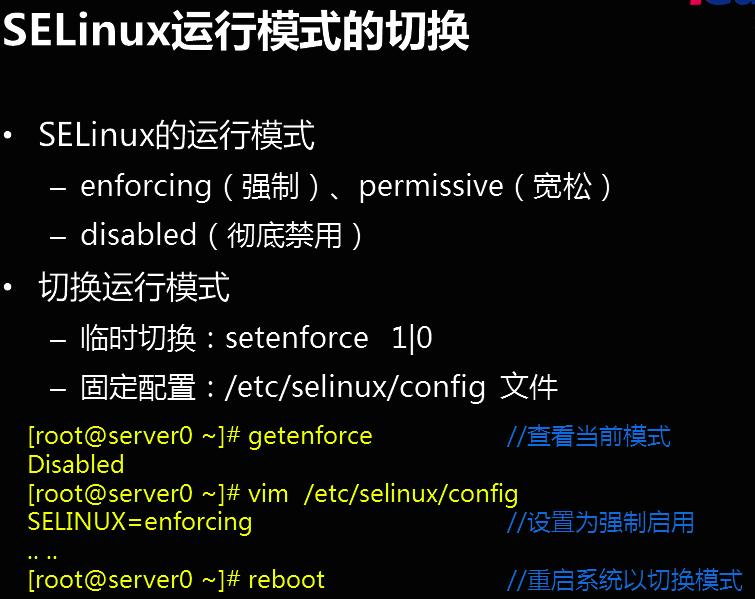 SELinux运行模式的切换
• SELinux的运行模式
– enforcing（强制）、permissive（宽松）
– disabled（彻底禁用）
• 切换运行模式
– 临时切换：setenforce 1|0
– 固定配置：/etc/selinux/config 文件
[root@server0 ~]# getenforce //查看当前模式
Disabled
[root@server0 ~]# vim /etc/selinux/config
SELINUX=enforcing //设置为强制启用
.. ..
[root@server0 ~]# reboot //重启系统以切换模式